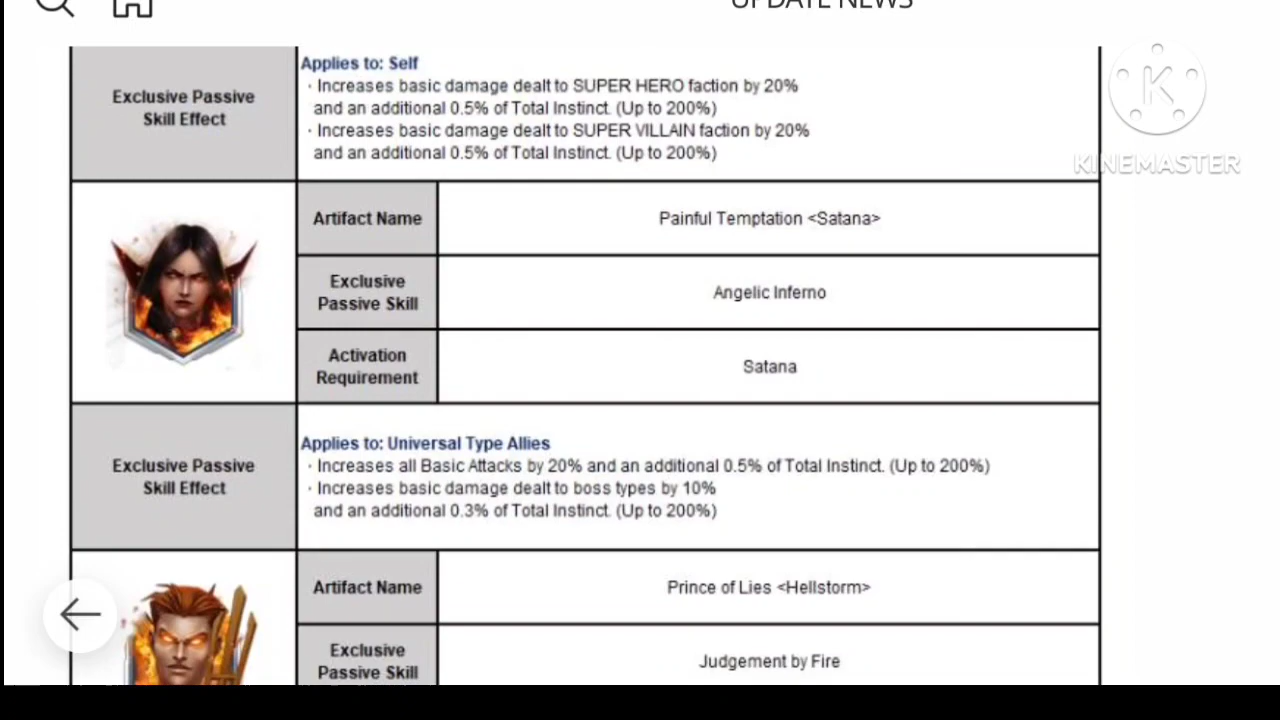 UPDATE NEWS
K
KINEMASTER
Exclusive Passive
Skill Effect
Applies to: Self
· Increases basic damage dealt to SUPER HERO faction by 20%
and an additional 0.5% of Total Instinct. (Up to 200%)
· Increases basic damage dealt to SUPER VILLAIN faction by 20%
and an additional 0.5% of Total Instinct. (Up to 200%)
Artifact Name
Painful Temptation <Satana>
Exclusive
Passive Skill
Angelic Inferno
Activation
Requirement
Satana
Exclusive Passive
Skill Effect
Applies to: Universal Type Allies
· Increases all Basic Attacks by 20% and an additional 0.5% of Total Instinct. (Up to 200%)
· Increases basic damage dealt to boss types by 10%
and an additional 0.3% of Total Instinct. (Up to 200%)
Artifact Name
Prince of Lies <Hellstorm>
Exclusive
Passive Skill
Judgement by Fire